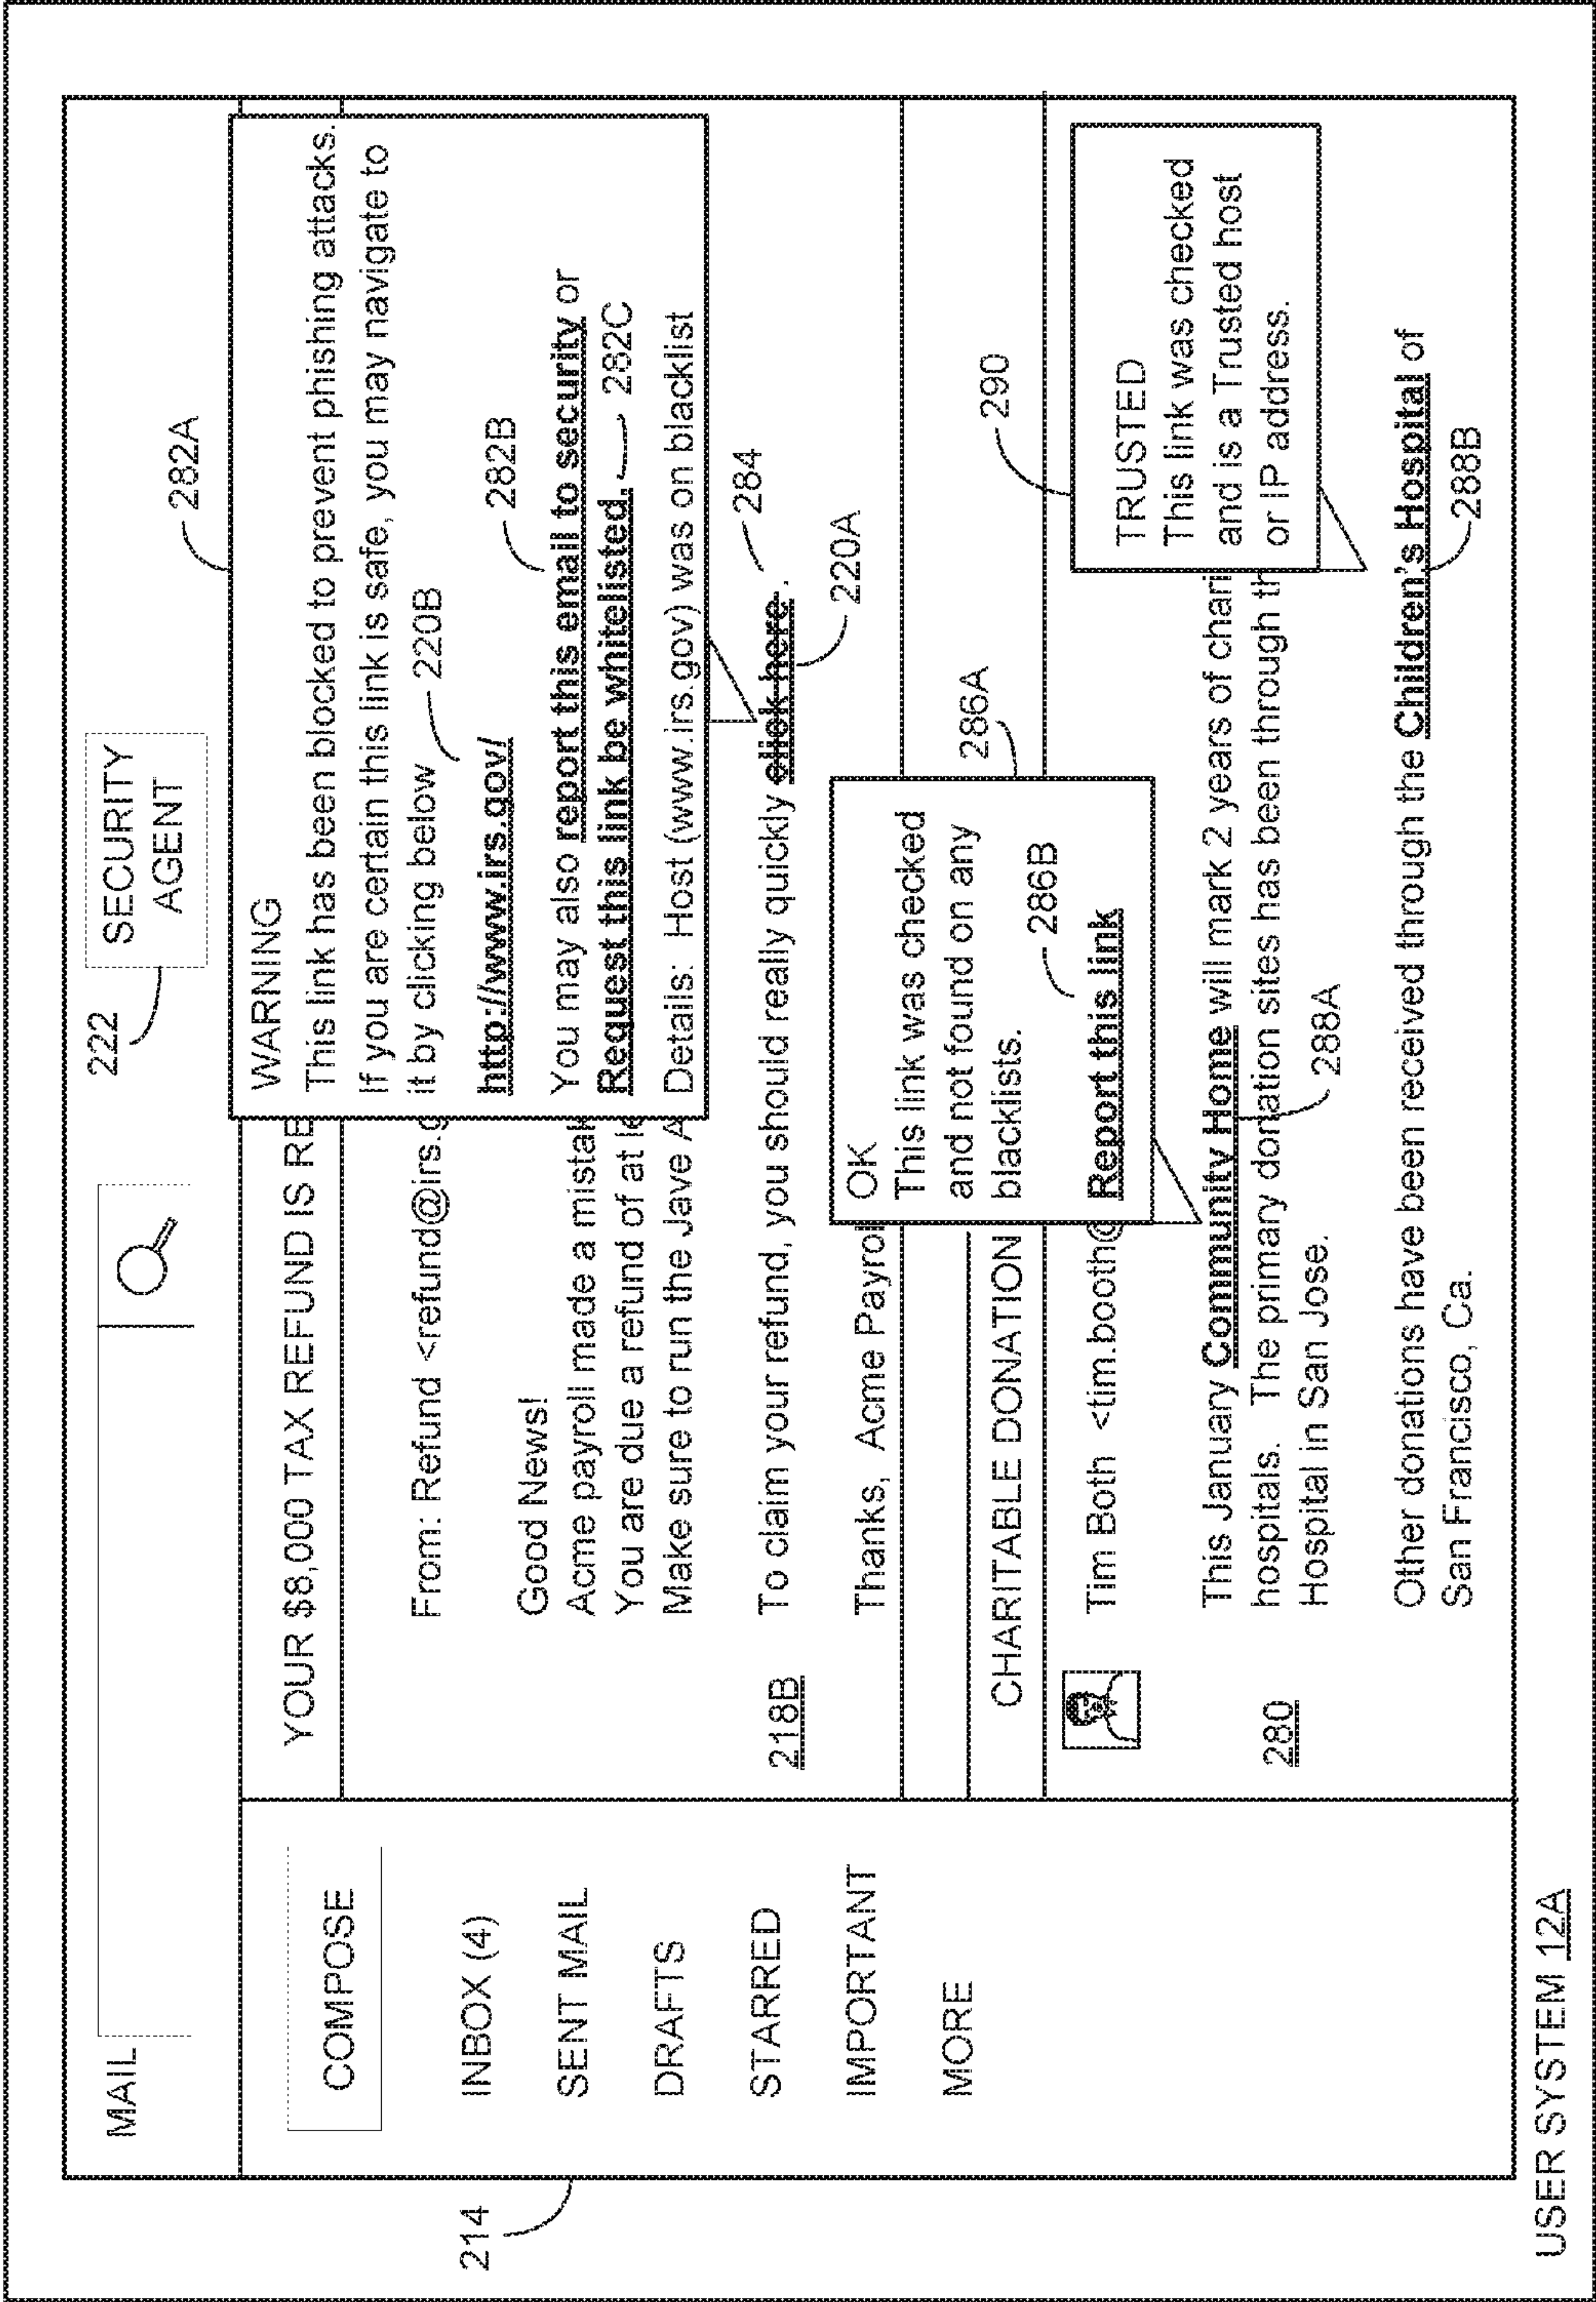 MAIL
222
SECURITY
AGENT
282A
214
COMPOSE
INBOX (4)
SENT MAIL
DRAFTS
STARRED
IMPORTANT
MORE
YOUR $8,000 TAX REFUND IS RE
From: Refund <refund@irs.g
Good News!
Acme payroll made a mistak
You are due a refund of at le
Make sure to run the Jave A
To claim your refund, you should really quickly click here .
284
220A
218B
Thanks, Acme Payrol
WARNING
This link has been blocked to prevent phishing attacks.
If you are certain this link is safe, you may navigate to
it by clicking below
220B
http://www.irs.gov/
282B
You may also report this email to security or
Request this link be whitelisted.
282C
Details: Host (www.irs.gov) was on blacklist
CHARITABLE DONATION
OK
This link was checked
and not found on any
blacklists.
286A
286B
Report this link
Tim Both <tim.booth@
This January Community Home will mark 2 years of chari
hospitals. The primary donation sites has been through th
Hospital in San Jose.
288A
280
290
TRUSTED
This link was checked
and is a Trusted host
or IP address.
Other donations have been received through the Children's Hospital of
San Francisco, Ca.
288B
USER SYSTEM 12A